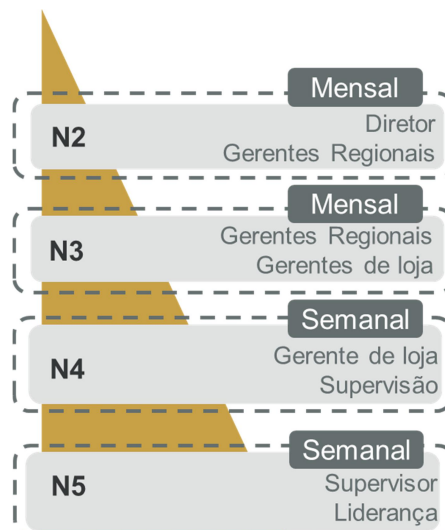 Mensal
N2
Diretor
Gerentes Regionais
Mensal
N3
Gerentes Regionais
Gerentes de loja
Semanal
N4
Gerente de loja
Supervisão
Semanal
N5
Supervisor
Liderança